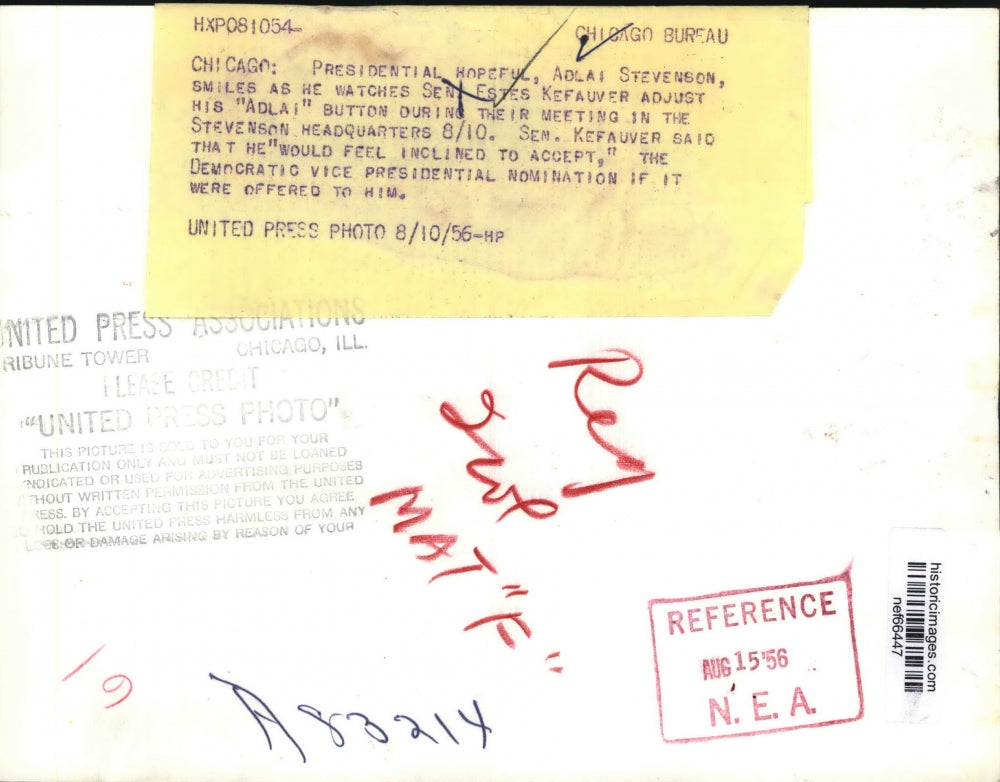 HXP081054-
CHICAGO BUREAU
CHICAGO: PRESIDENTIAL HOPEFUL, ADLAI STEVENSON,
SMILES AS HE WATCHES SEN. ESTES KEFAUVER ADJUST
HIS "ADLAI" BUTTON DURING THEIR MEETING IN THE
STEVENSON HEADQUARTERS 8/10. SEN. KEFAUVER SAID
THAT HE "WOULD FEEL INCLINED TO ACCEPT," THE
DEMOCRATIC VICE PRESIDENTIAL NOMINATION IF IT
WERE OFFERED TO HIM.
UNITED PRESS PHOTO 8/10/56-HP
UNITED PRESS ASSOCIATIONS
TRIBUNE TOWER CHICAGO, ILL.
PLEASE CREDIT
"UNITED PRESS PHOTO"
THIS PICTURE IS SOLD TO YOU FOR YOUR
PUBLICATION ONLY AND MUST NOT BE LOANED
NDICATED OR USED FOR ADVERTISING PURPOSES
THOUT WRITTEN PERMISSION FROM THE UNITED
RESS. BY ACCEPTING THIS PICTURE YOU AGREE
HOLD THE UNITED PRESS HARMLESS FROM ANY
OR DAMAGE ARISING BY REASON OF YOUR
MAT "F"
19
A83214
REFERENCE
AUG 15 '56
N. E. A.
historicimages.com
nef66447